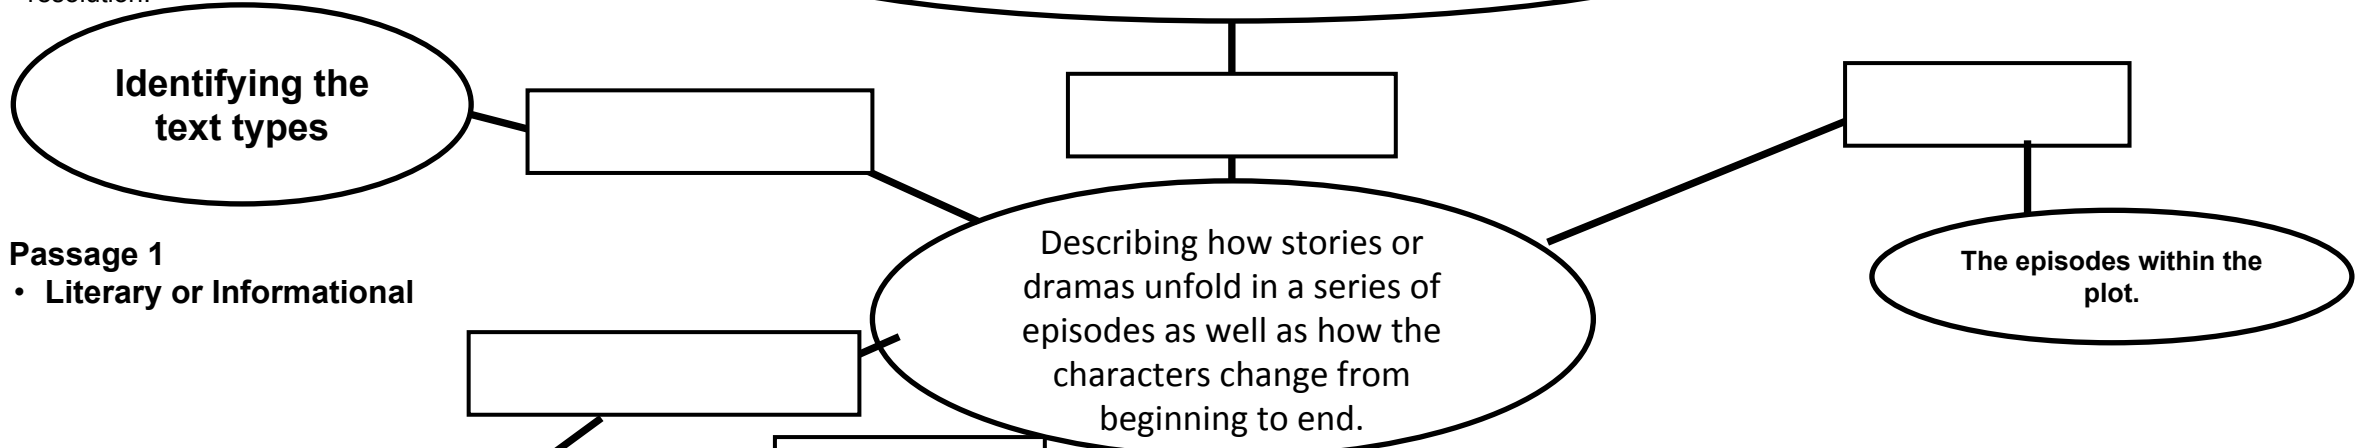 resolution.
Identifying the
text types
Passage 1
• Literary or Informational
Describing how stories or
dramas unfold in a series of
episodes as well as how the
characters change from
beginning to end.
The episodes within the
plot.